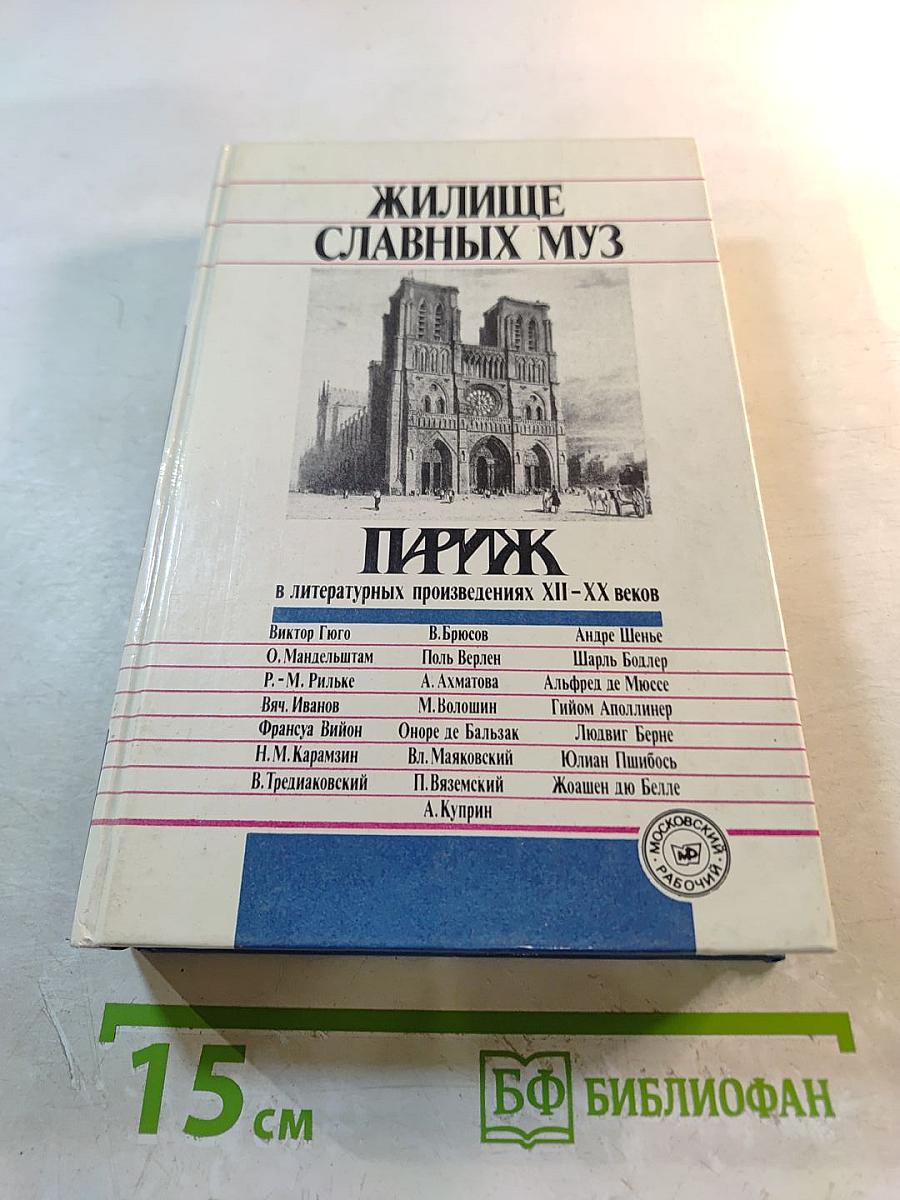 ЖИЛИЩЕ
СЛАВНЫХ МУЗ
ПАРИЖ
в литературных произведениях XII–XX веков
Виктор Гюго В.Брюсов Андре Шенье
О.Мандельштам Поль Верлен Шарль Бодлер
Р.-М. Рильке А. Ахматова Альфред де Мюссе
Вяч. Иванов М.Волошин Гийом Аполлинер
Франсуа Вийон Оноре де Бальзак Людвиг Берне
Н.М.Карамзин Вл.Маяковский Юлиан Пшибось
В.Тредиаковский П.Вяземский Жоашен дю Белле
А.Куприн
МОСКОВСКИЙ РАБОЧИЙ
МР
15 см
БФ БИБЛИОФАН